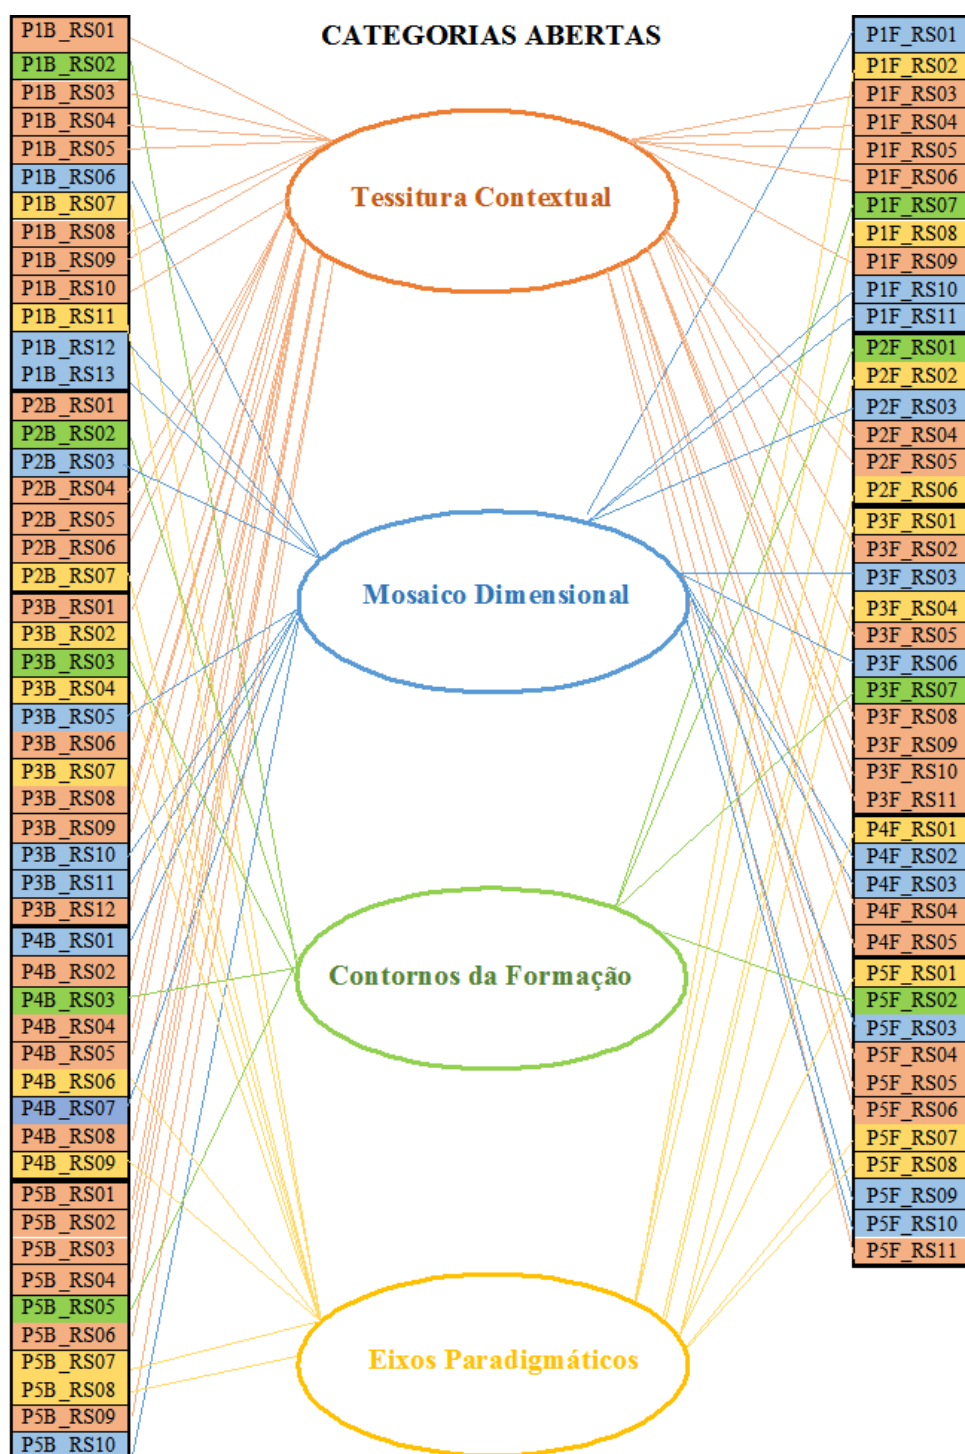 CATEGORIAS ABERTAS
P1B_RS01
P1B_RS02
P1B_RS03
P1B_RS04
P1B_RS05
P1B_RS06
P1B_RS07
P1B_RS08
P1B_RS09
P1B_RS10
P1B_RS11
P1B_RS12
P1B_RS13
P2B_RS01
P2B_RS02
P2B_RS03
P2B_RS04
P2B_RS05
P2B_RS06
P2B_RS07
P3B_RS01
P3B_RS02
P3B_RS03
P3B_RS04
P3B_RS05
P3B_RS06
P3B_RS07
P3B_RS08
P3B_RS09
P3B_RS10
P3B_RS11
P3B_RS12
P4B_RS01
P4B_RS02
P4B_RS03
P4B_RS04
P4B_RS05
P4B_RS06
P4B_RS07
P4B_RS08
P4B_RS09
P5B_RS01
P5B_RS02
P5B_RS03
P5B_RS04
P5B_RS05
P5B_RS06
P5B_RS07
P5B_RS08
P5B_RS09
P5B_RS10
Tessitura Contextual
Mosaico Dimensional
Contornos da Formação
Eixos Paradigmáticos
P1F_RS01
P1F_RS02
P1F_RS03
P1F_RS04
P1F_RS05
P1F_RS06
P1F_RS07
P1F_RS08
P1F_RS09
P1F_RS10
P1F_RS11
P2F_RS01
P2F_RS02
P2F_RS03
P2F_RS04
P2F_RS05
P2F_RS06
P3F_RS01
P3F_RS02
P3F_RS03
P3F_RS04
P3F_RS05
P3F_RS06
P3F_RS07
P3F_RS08
P3F_RS09
P3F_RS10
P3F_RS11
P4F_RS01
P4F_RS02
P4F_RS03
P4F_RS04
P4F_RS05
P5F_RS01
P5F_RS02
P5F_RS03
P5F_RS04
P5F_RS05
P5F_RS06
P5F_RS07
P5F_RS08
P5F_RS09
P5F_RS10
P5F_RS11